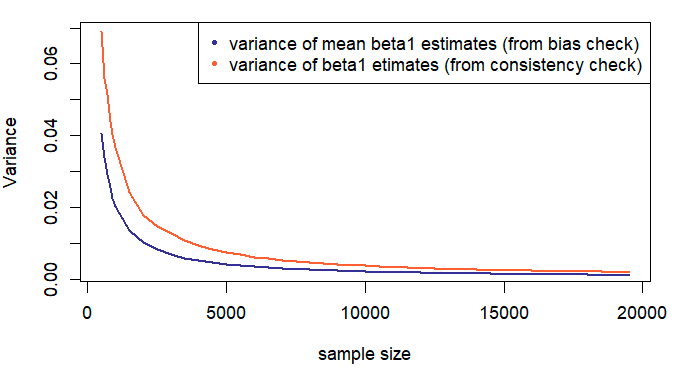 variance of mean beta1 estimates (from bias check)
variance of beta1 etimates (from consistency check)
Variance
0.06
0.04
0.02
0.00
0 5000 10000 15000 20000
sample size